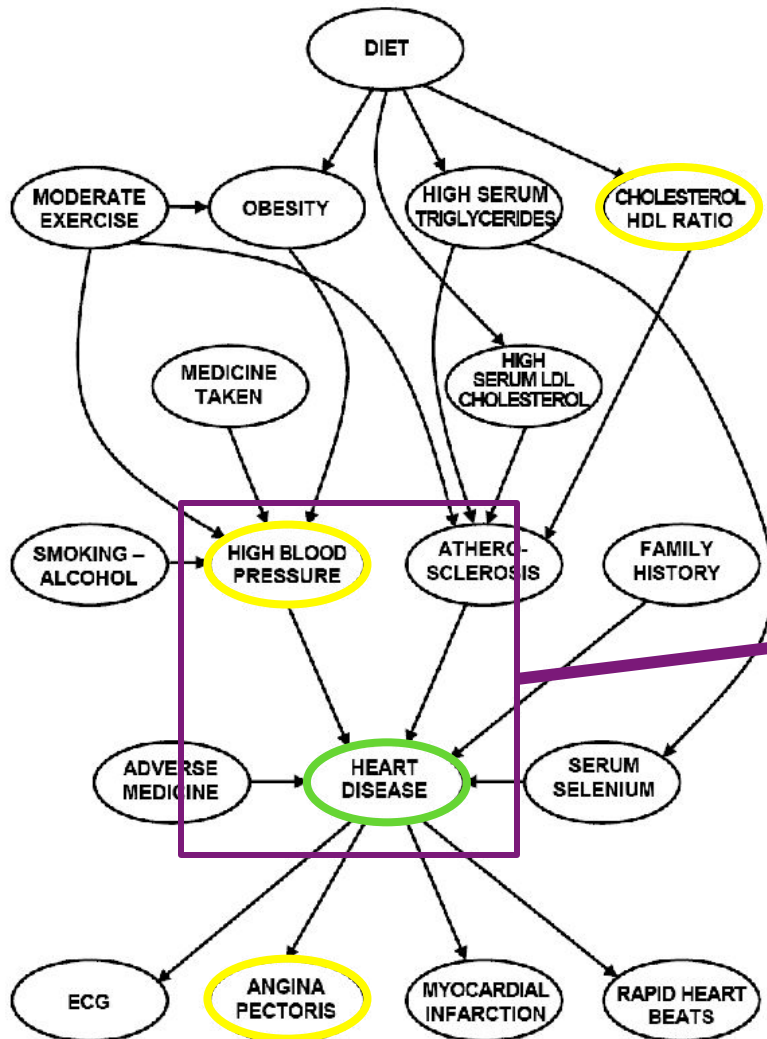 DIET
MODERATE
EXERCISE
OBESITY
HIGH SERUM
TRIGLYCERIDES
CHOLESTEROL
HDL RATIO
MEDICINE
TAKEN
HIGH
SERUM LDL
CHOLESTEROL
SMOKING –
ALCOHOL
HIGH BLOOD
PRESSURE
ATHERO-
SCLEROSIS
FAMILY
HISTORY
ADVERSE
MEDICINE
HEART
DISEASE
SERUM
SELENIUM
ECG
ANGINA
PECTORIS
MYOCARDIAL
INFARCTION
RAPID HEART
BEATS